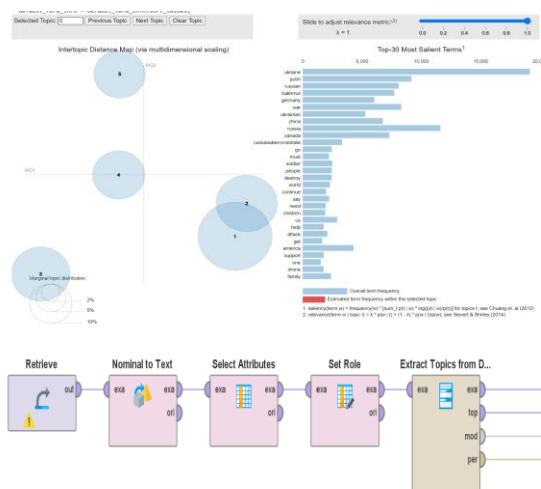 Selected Topic: 0 Previous Topic Next Topic Clear Topic
Slide to adjust relevance metric:(2)
λ = 1
0.0 0.2 0.4 0.6 0.8 1.0
Intertopic Distance Map (via multidimensional scaling)
PC2
PC1
5
4
2
1
3
Marginal topic distribution
2%
5%
10%
Top-30 Most Salient Terms1
0 5,000 10,000 15,000
ukraine
putin
russian
bakhmut
germany
war
ukrainian
china
russia
canada
russiaisaterroriststate
go
must
soldier
people
destroy
world
continue
say
need
children
us
help
attack
get
america
support
one
drone
family
Overall term frequency
Estimated term frequency within the selected topic
1. saliency(term w) = frequency(w) * [sum_t p(t | w) * log(p(t | w)/p(t))] for topics t; see Chuang et. al (2012)
2. relevance(term w | topic t) = λ * p(w | t) + (1 - λ) * p(w | t)/p(w); see Sievert & Shirley (2014)
Retrieve
out
Nominal to Text
exa exa
ori
Select Attributes
exa exa
ori
Set Role
exa exa
ori
Extract Topics from D...
exa exa
top
mod
per